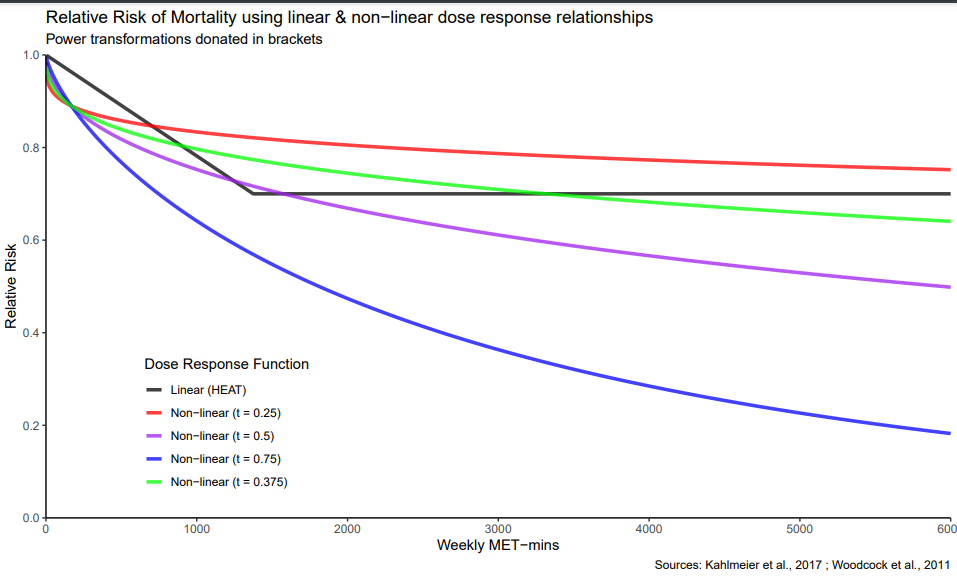 Relative Risk of Mortality using linear & non−linear dose response relationships
Power transformations donated in brackets
1.0
0.8
0.6
0.4
0.2
0.0
Relative Risk
Dose Response Function
Linear (HEAT)
Non−linear (t = 0.25)
Non−linear (t = 0.5)
Non−linear (t = 0.75)
Non−linear (t = 0.375)
0 1000 2000 3000 4000 5000 600
Weekly MET−mins
Sources: Kahlmeier et al., 2017 ; Woodcock et al., 2011